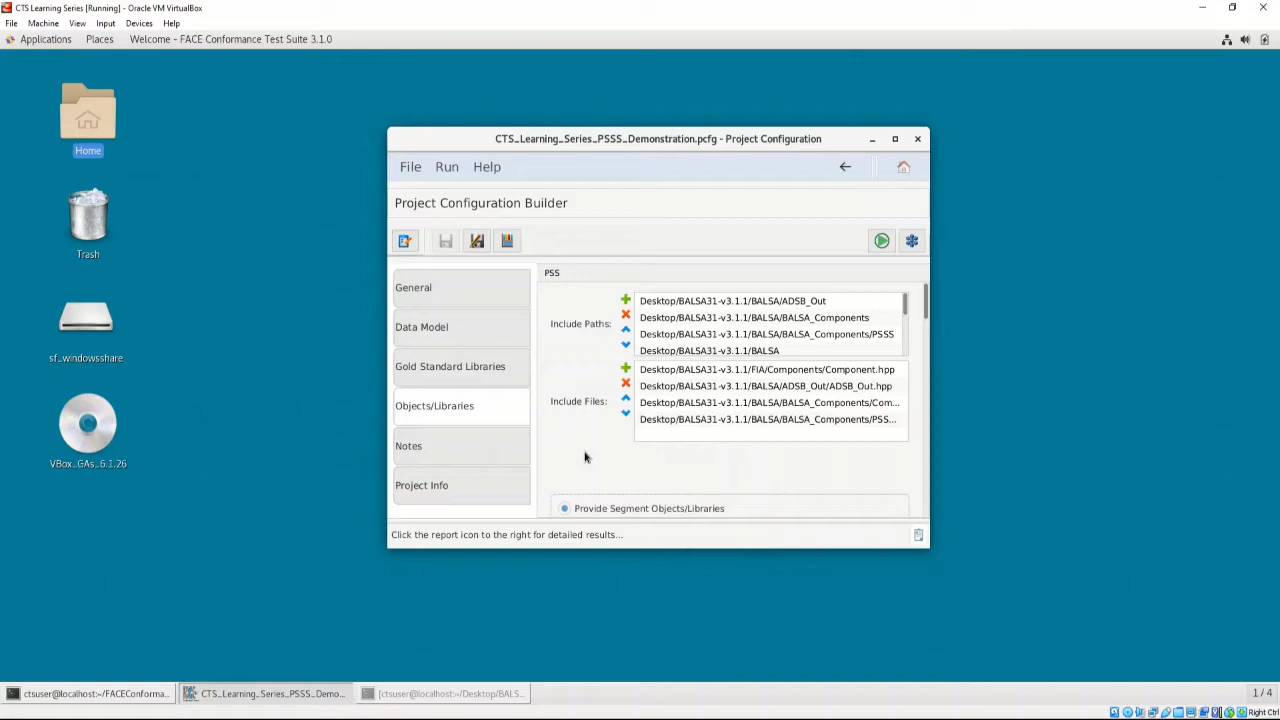 CTS Learning Series [Running] - Oracle VM VirtualBox
File Machine View Input Devices Help
Applications Places Welcome - FACE Conformance Test Suite 3.1.0
Home
Trash
sf_windowsshare
VBox_GAs_6.1.26
CTS_Learning_Series_PSSS_Demonstration.pcfg - Project Configuration
File Run Help
Project Configuration Builder
General
Data Model
Gold Standard Libraries
Objects/Libraries
Notes
Project Info
PSS
Include Paths:
Desktop/BALSA31-v3.1.1/BALSA/ADSB_Out
Desktop/BALSA31-v3.1.1/BALSA/BALSA_Components
Desktop/BALSA31-v3.1.1/BALSA/BALSA_Components/PSSS
Desktop/BALSA31-v3.1.1/BALSA
Include Files:
Desktop/BALSA31-v3.1.1/FIA/Components/Component.hpp
Desktop/BALSA31-v3.1.1/BALSA/ADSB_Out/ADSB_Out.hpp
Desktop/BALSA31-v3.1.1/BALSA/BALSA_Components/Com...
Desktop/BALSA31-v3.1.1/BALSA/BALSA_Components/PSS...
Provide Segment Objects/Libraries
Click the report icon to the right for detailed results...
ctsuser@localhost:~/FACEConforma... CTS_Learning_Series_PSSS_Demo... [ctsuser@localhost:~/Desktop/BALS... 1 / 4
Right Ctrl